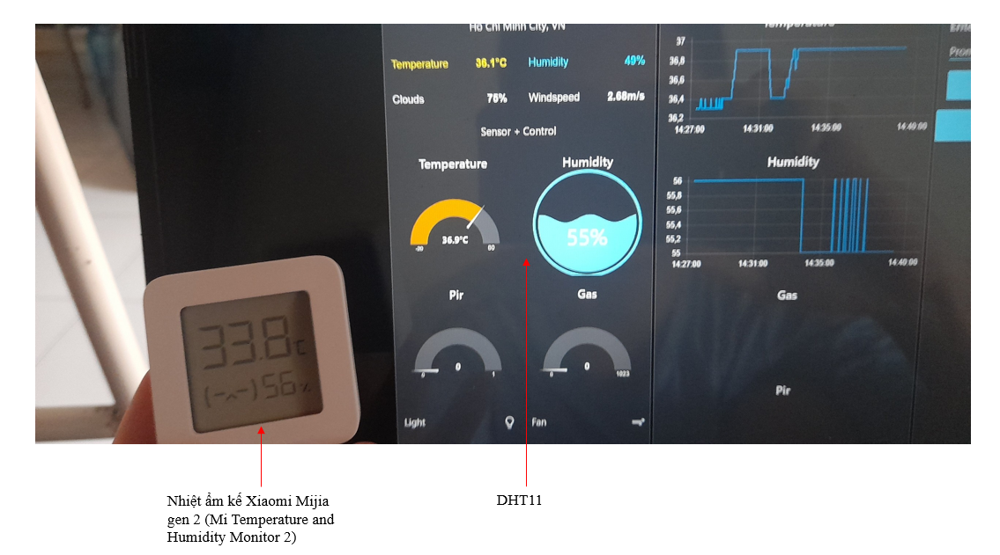 Ho Chi Minh City, VN
Temperature 36.1°C Humidity 49%
Clouds 75% Windspeed 2.68m/s
Sensor + Control
Temperature Humidity
36.9°C
-20 60
55%
Pir Gas
0
0 1
0
0 1023
Light Fan
Temperature
37
36,8
36,6
36,4
36,2
14:27:00 14:31:00 14:35:00 14:40:00
Humidity
56
55,8
55,6
55,4
55,2
55
14:27:00 14:31:00 14:35:00 14:40:00
Gas
Pir
33.8°C
(-^-) 56%
Nhiệt ẩm kế Xiaomi Mijia
gen 2 (Mi Temperature and
Humidity Monitor 2)
DHT11